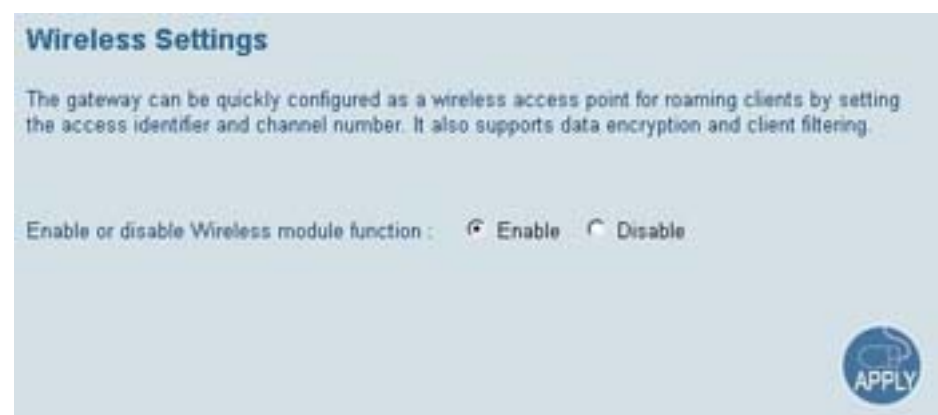 Wireless Settings
The gateway can be quickly configured as a wireless access point for roaming clients by setting
the access identifier and channel number. It also supports data encryption and client filtering.
Enable or disable Wireless module function : Enable Disable
APPLY